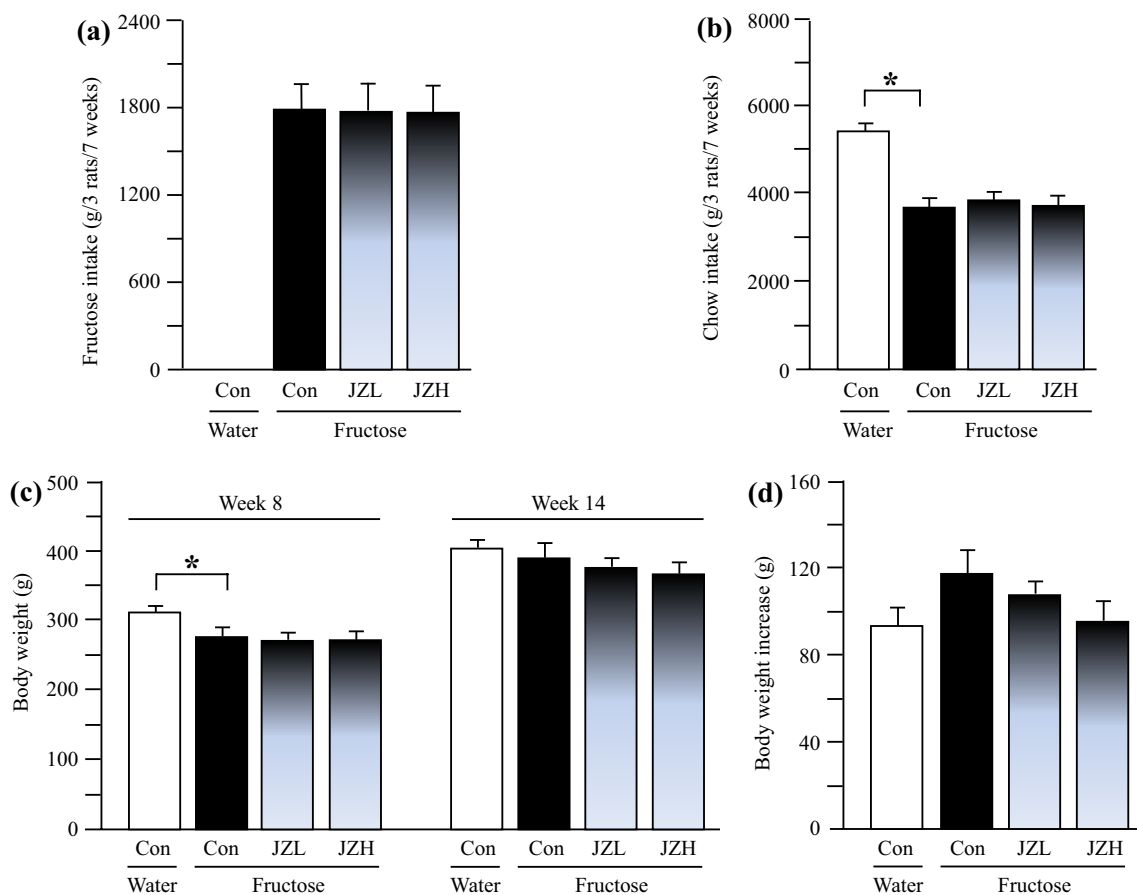 (a)
Fructose intake (g/3 rats/7 weeks)
2400
1800
1200
600
0
Con
Con
JZL
JZH
Water
Fructose
(b)
Chow intake (g/3 rats/7 weeks)
8000
6000
4000
2000
0
*
Con
Con
JZL
JZH
Water
Fructose
(c)
Body weight (g)
500
400
300
200
100
0
Week 8
Week 14
*
Con
Con
JZL
JZH
Con
Con
JZL
JZH
Water
Fructose
Water
Fructose
(d)
Body weight increase (g)
160
120
80
40
0
Con
Con
JZL
JZH
Water
Fructose